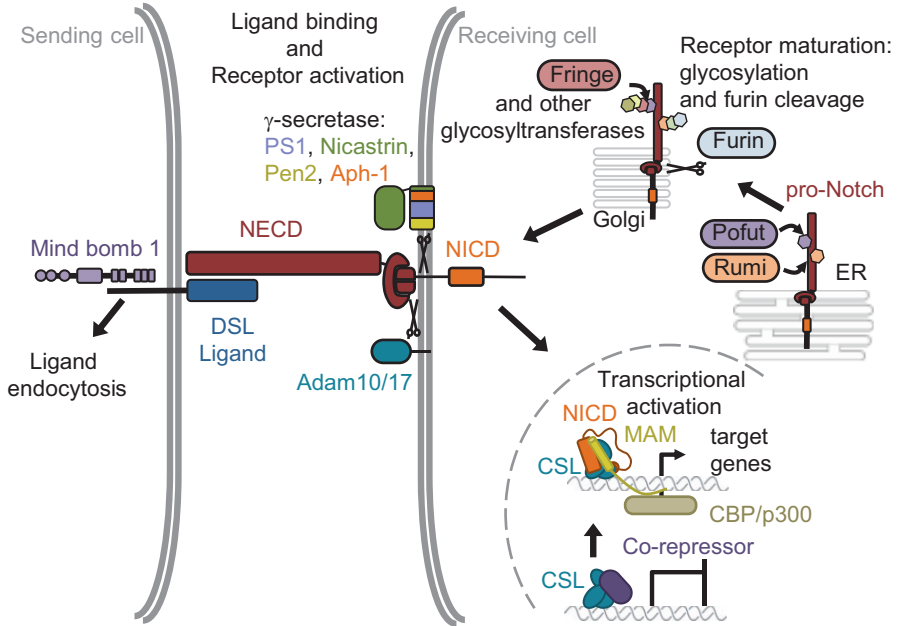 Sending cell
Ligand binding
and
Receptor activation
γ-secretase:
PS1, Nicastrin,
Pen2, Aph-1
Mind bomb 1
NECD
DSL
Ligand
Ligand
endocytosis
Adam10/17
Receiving cell
NICD
Receptor maturation:
glycosylation
and furin cleavage
Fringe
and other
glycosyltransferases
Furin
Golgi
pro-Notch
Pofut
Rumi
ER
Transcriptional
activation
NICD
MAM
CSL
target
genes
CBP/p300
Co-repressor
CSL